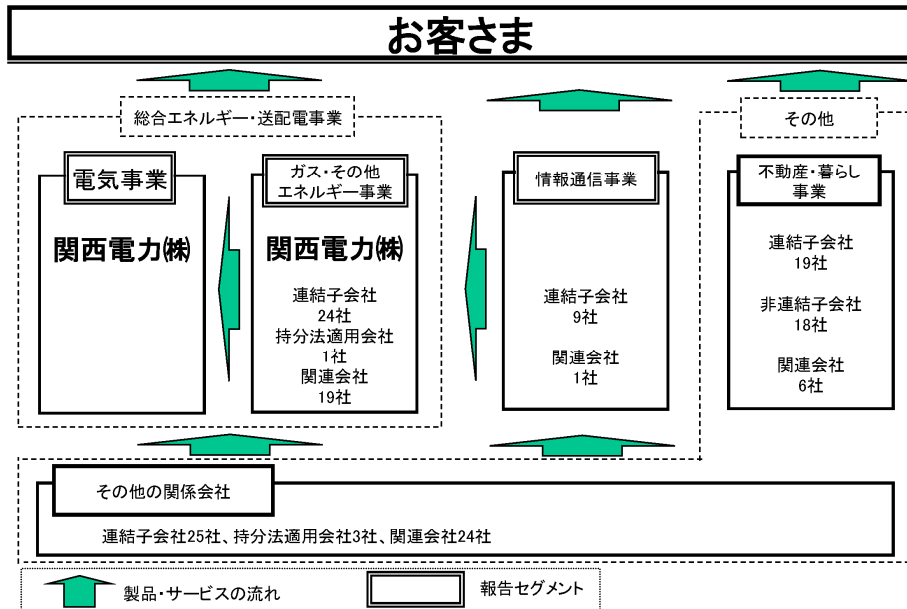 お客さま
総合エネルギー・送配電事業
その他
電気事業
関西電力㈱
ガス・その他
エネルギー事業
関西電力㈱
連結子会社
24社
持分法適用会社
1社
関連会社
19社
情報通信事業
連結子会社
9社
関連会社
1社
不動産・暮らし
事業
連結子会社
19社
非連結子会社
18社
関連会社
6社
その他の関係会社
連結子会社25社、持分法適用会社3社、関連会社24社
製品・サービスの流れ
報告セグメント